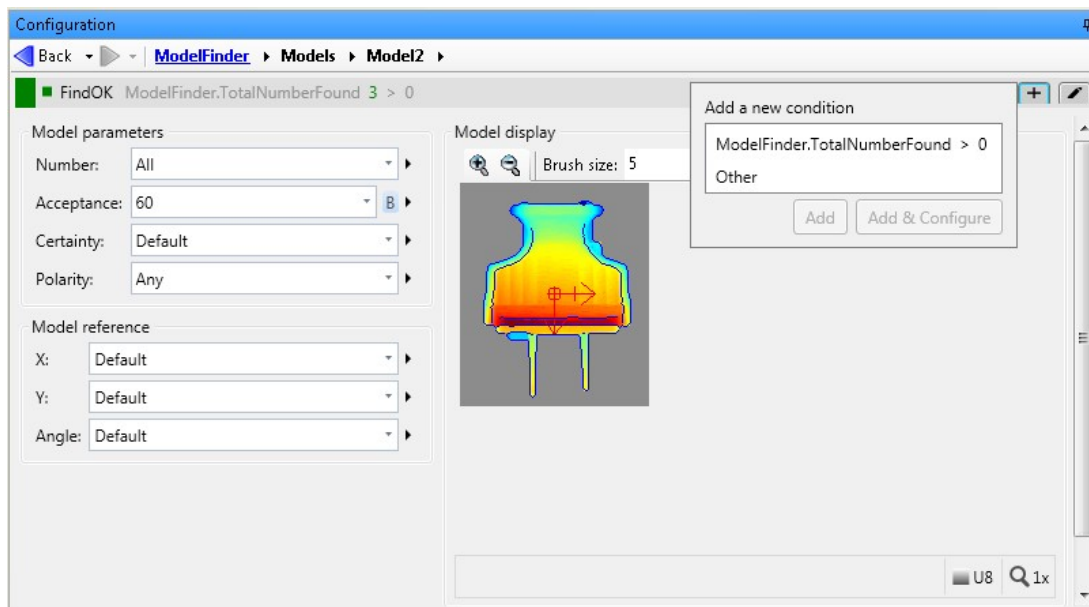 Configuration
Back ModelFinder Models Model2
FindOK ModelFinder.TotalNumberFound 3 > 0
Add a new condition
ModelFinder.TotalNumberFound > 0
Other
Add Add & Configure
Model parameters
Number: All
Acceptance: 60 B
Certainty: Default
Polarity: Any
Model reference
X: Default
Y: Default
Angle: Default
Model display
Brush size: 5
U8 1x